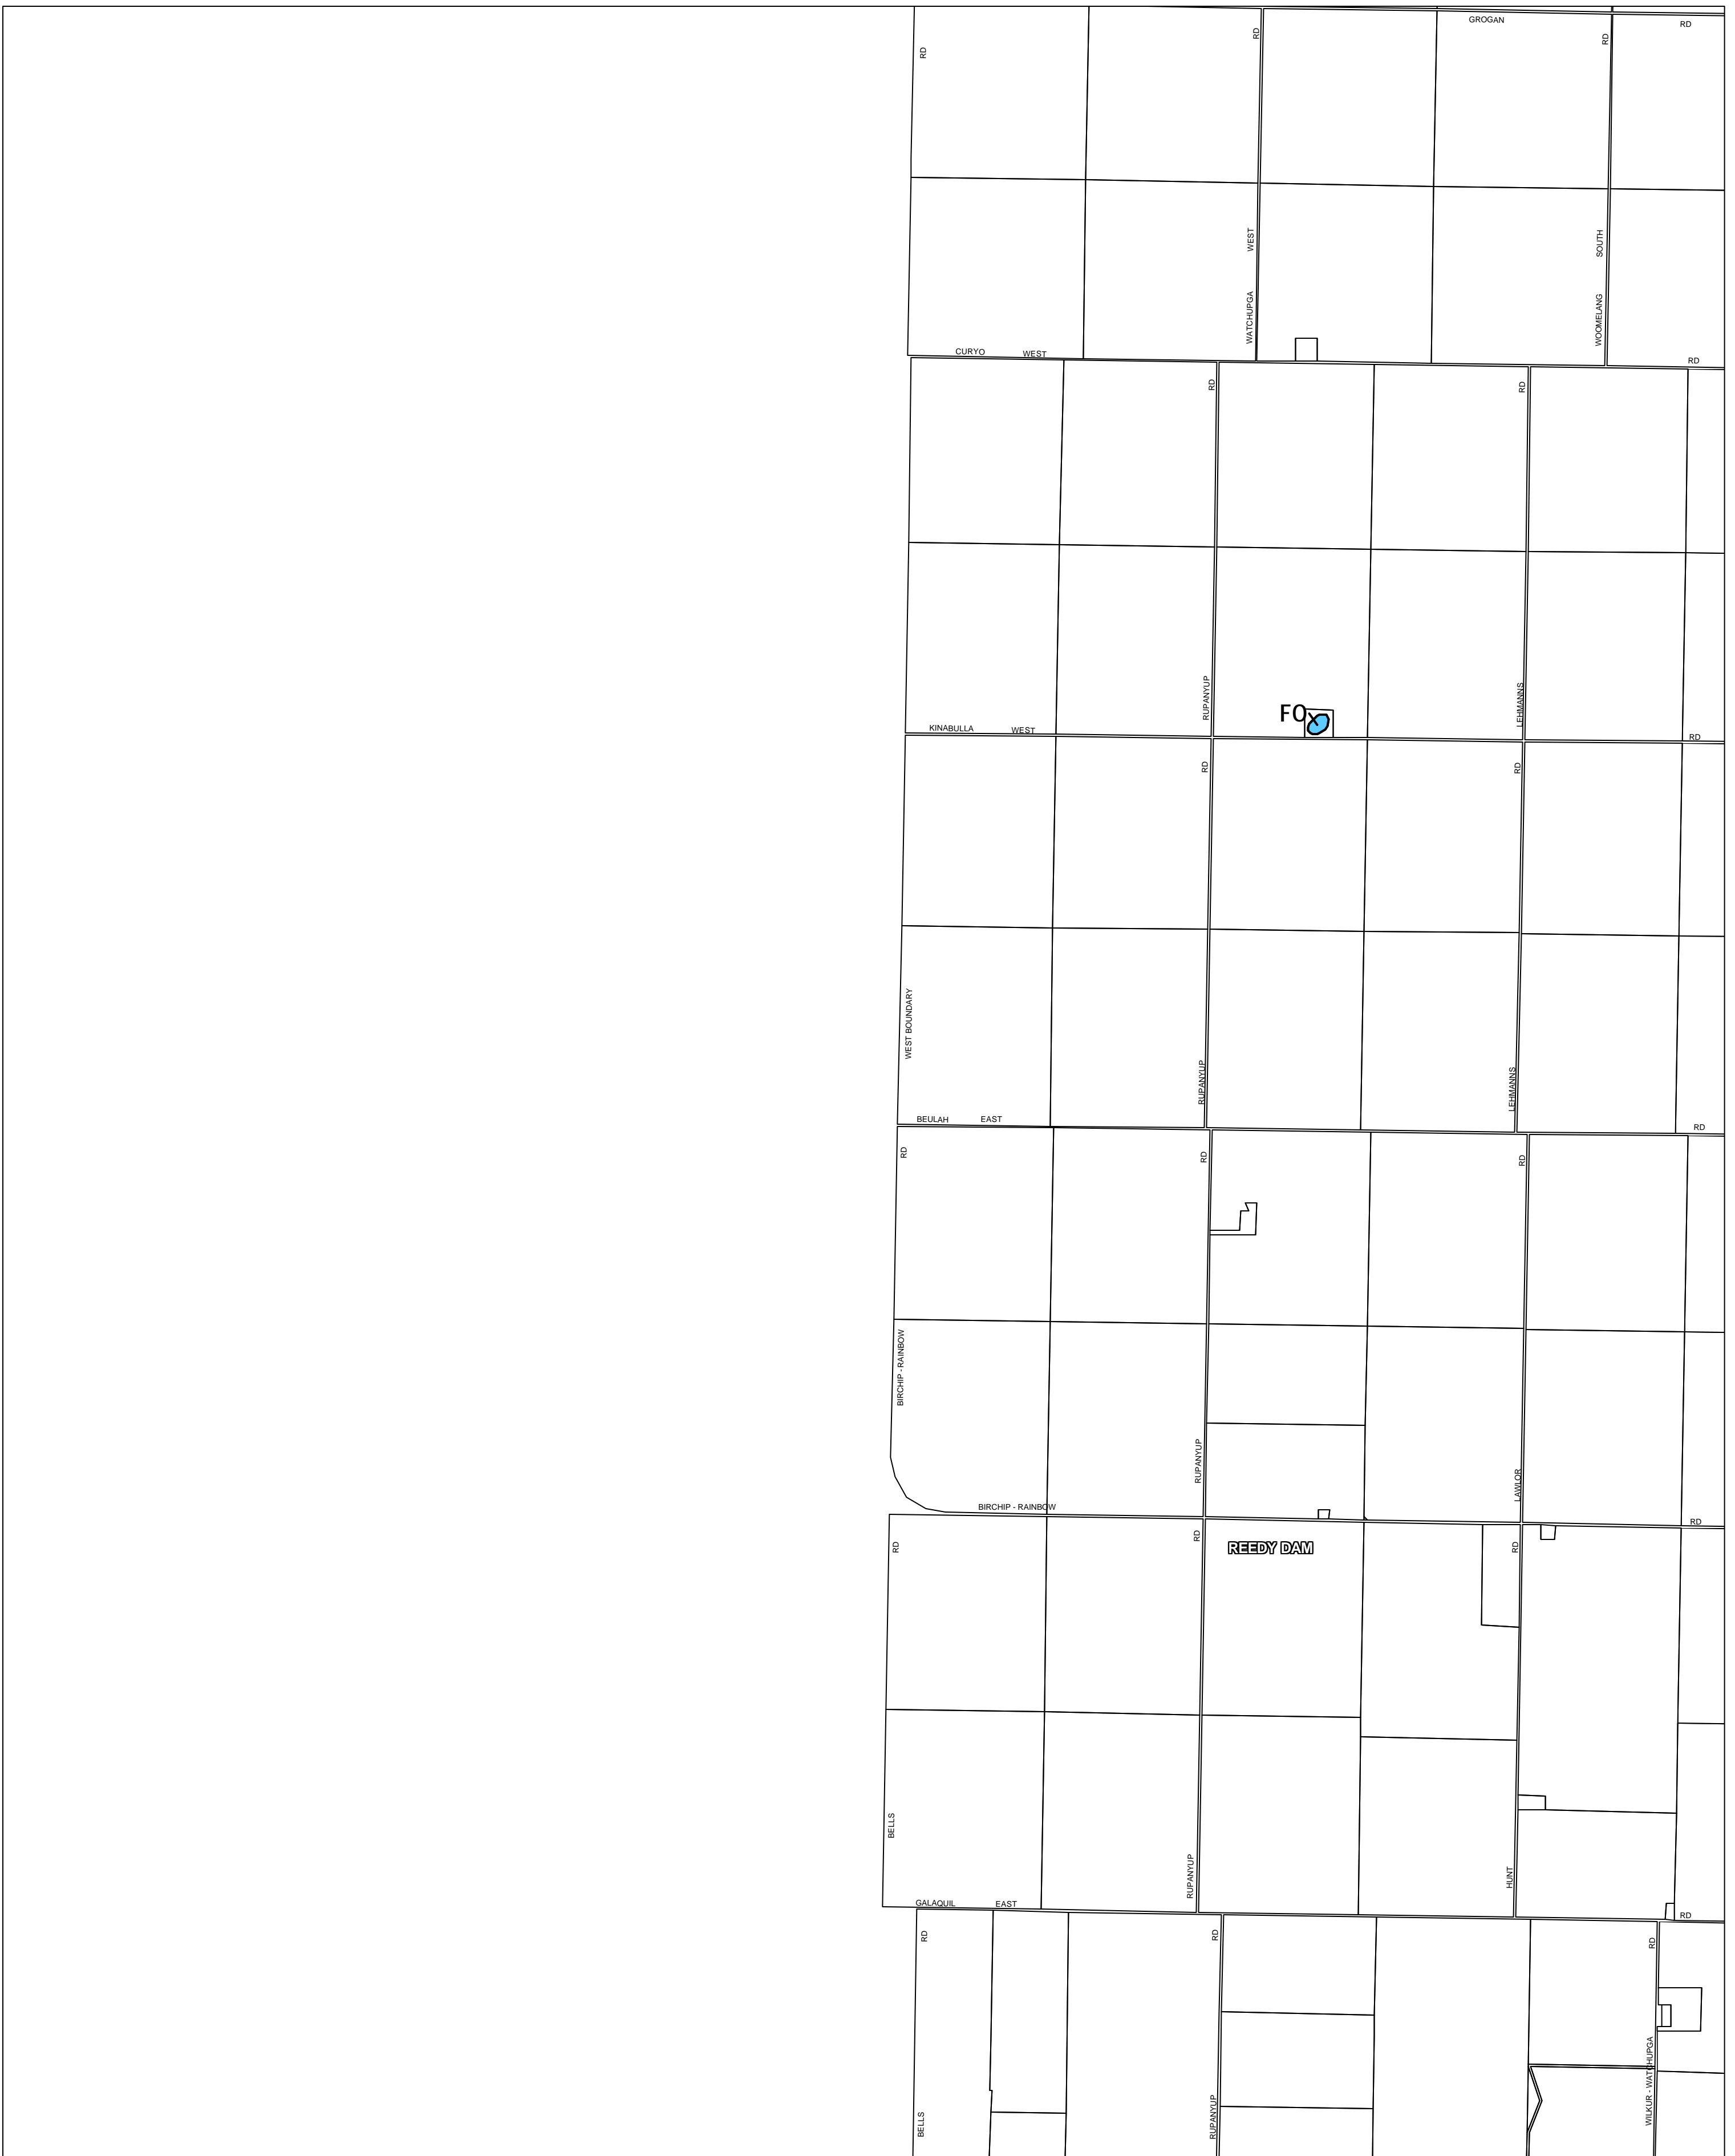 GROGAN RD
RD
RD
RD
WATCHUPGA WEST
WOOMELANG SOUTH
CURYO WEST RD
RD
RD
RUPANYUP
LEHMANNS
FO
KINABULLA WEST RD
RD
RD
WEST BOUNDARY
RUPANYUP
LEHMANNS
BEULAH EAST RD
RD
RD
RD
BIRCHIP - RAINBOW
RUPANYUP
LAWLOR
BIRCHIP - RAINBOW RD
RD
RD
RD
REEDY DAM
BELLS
RUPANYUP
HUNT
GALAQUIL EAST RD
RD
RD
RD
BELLS
RUPANYUP
WILKUR - WATCHUPGA